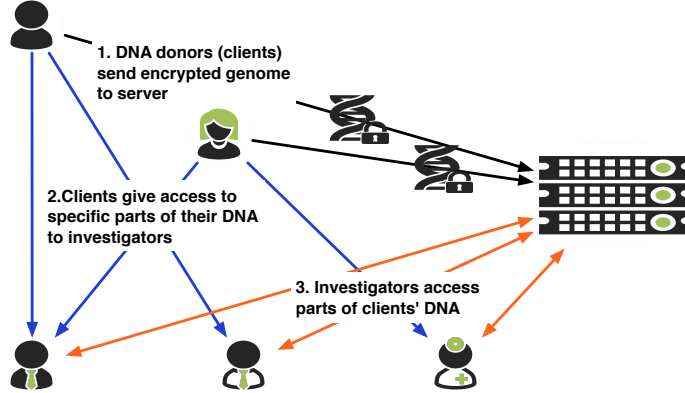 1. DNA donors (clients)
send encrypted genome
to server
2.Clients give access to
specific parts of their DNA
to investigators
3. Investigators access
parts of clients' DNA